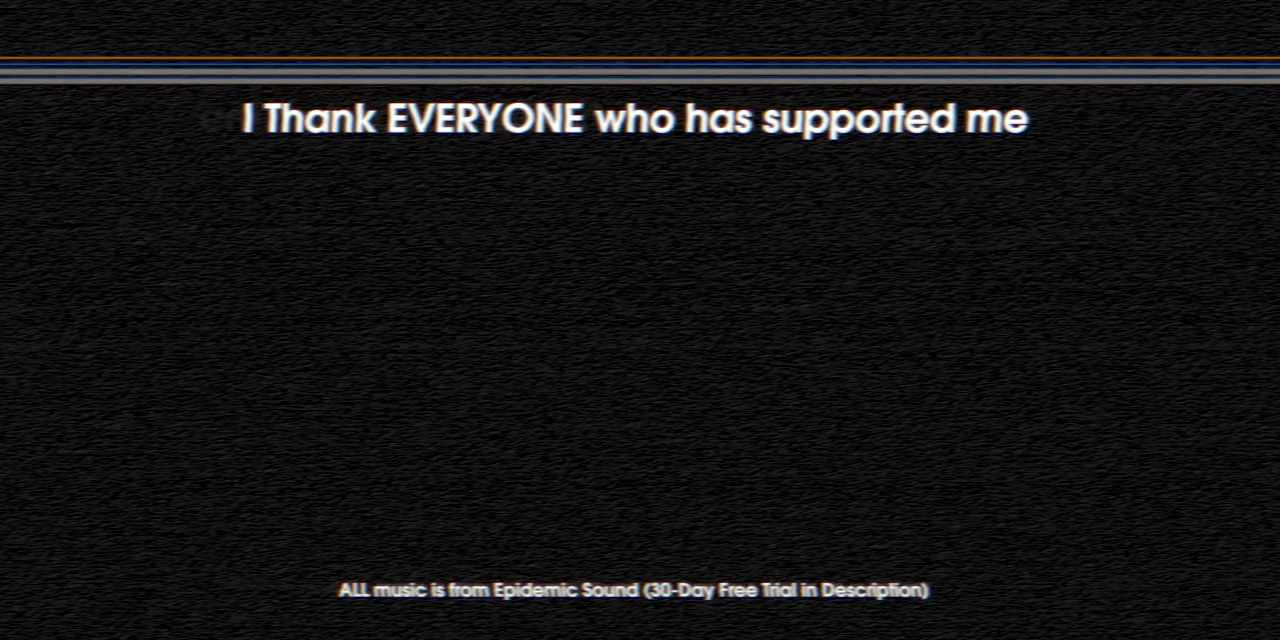 I Thank EVERYONE who has supported me
ALL music is from Epidemic Sound (30-Day Free Trial in Description)